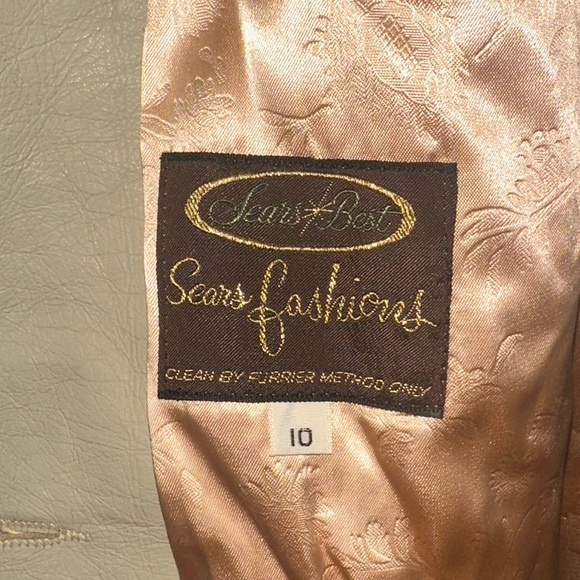 Sears Best
Sears fashions
CLEAN BY FURRIER METHOD ONLY
10